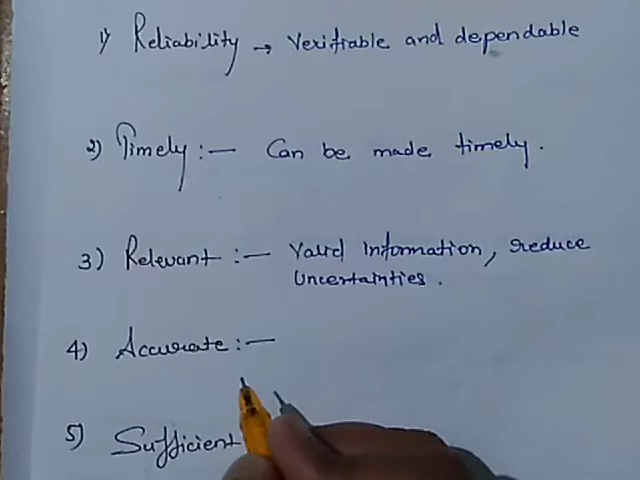 1) Reliability → Verifiable and dependable
2) Timely :— Can be made timely.
3) Relevant :— Valid Information, reduce
Uncertainties.
4) Accurate :—
5) Sufficient